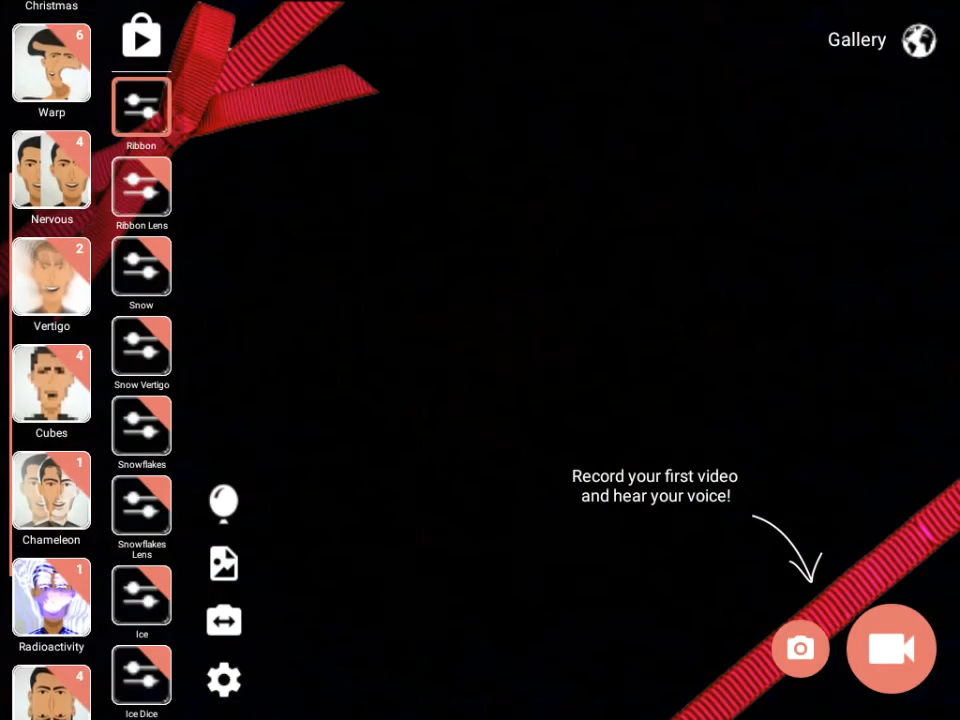 Christmas
6
Warp
4
Nervous
2
Vertigo
4
Cubes
1
Chameleon
1
Radioactivity
4
Ribbon
Ribbon Lens
Snow
Snow Vertigo
Snowflakes
Snowflakes
Lens
Ice
Ice Dice
Gallery
Record your first video
and hear your voice!